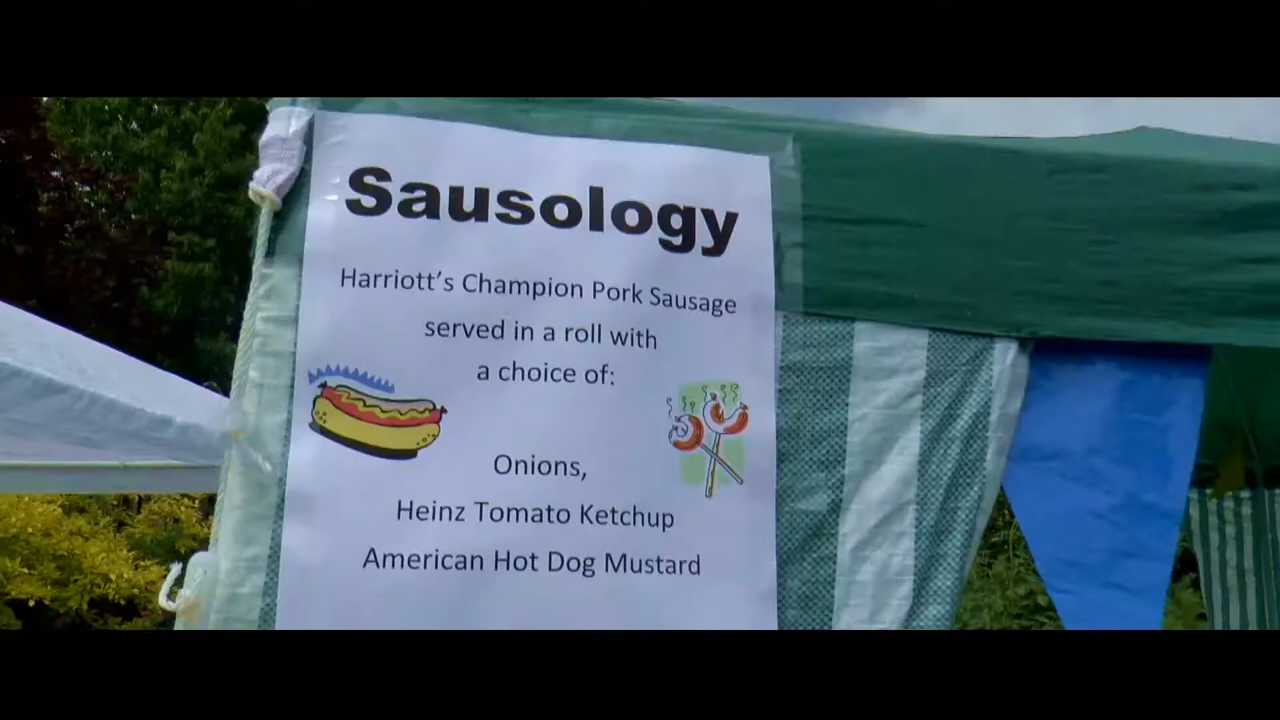 Sausology
Harriott's Champion Pork Sausage
served in a roll with
a choice of:
Onions,
Heinz Tomato Ketchup
American Hot Dog Mustard